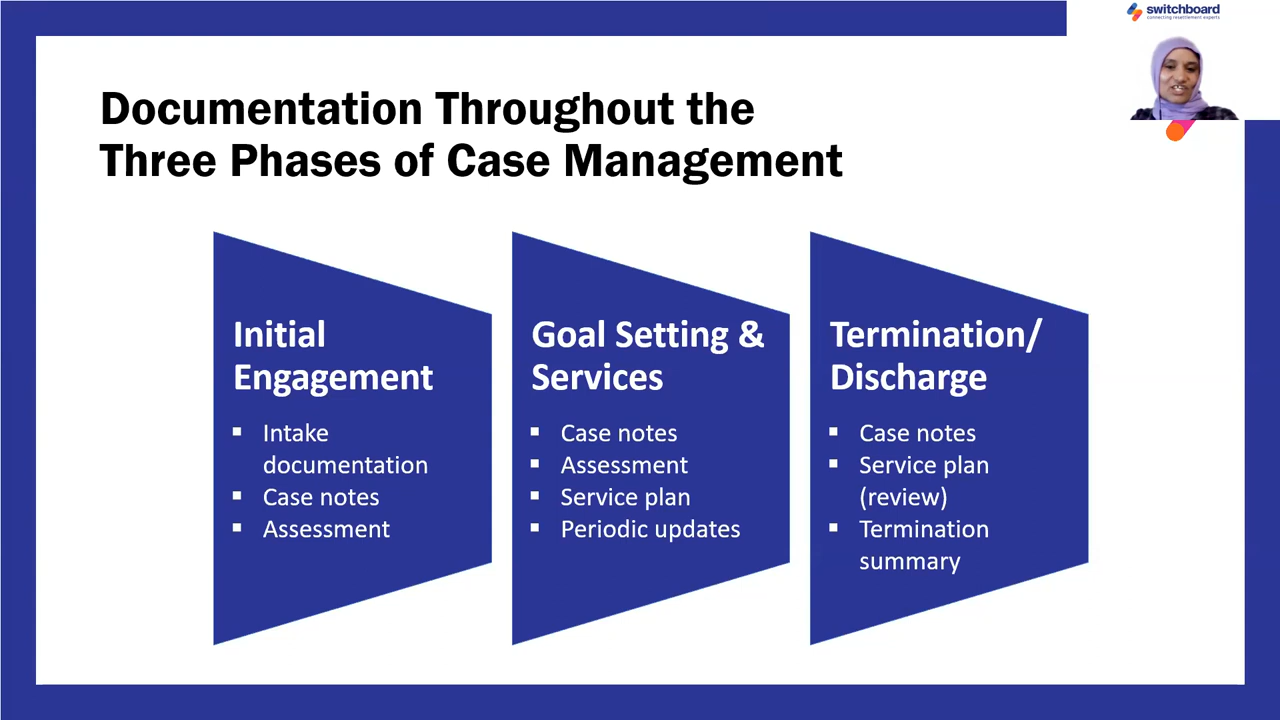 switchboard
connecting resettlement experts
Documentation Throughout the
Three Phases of Case Management
Initial
Engagement
▪ Intake
documentation
▪ Case notes
▪ Assessment
Goal Setting &
Services
▪ Case notes
▪ Assessment
▪ Service plan
▪ Periodic updates
Termination/
Discharge
▪ Case notes
▪ Service plan
(review)
▪ Termination
summary